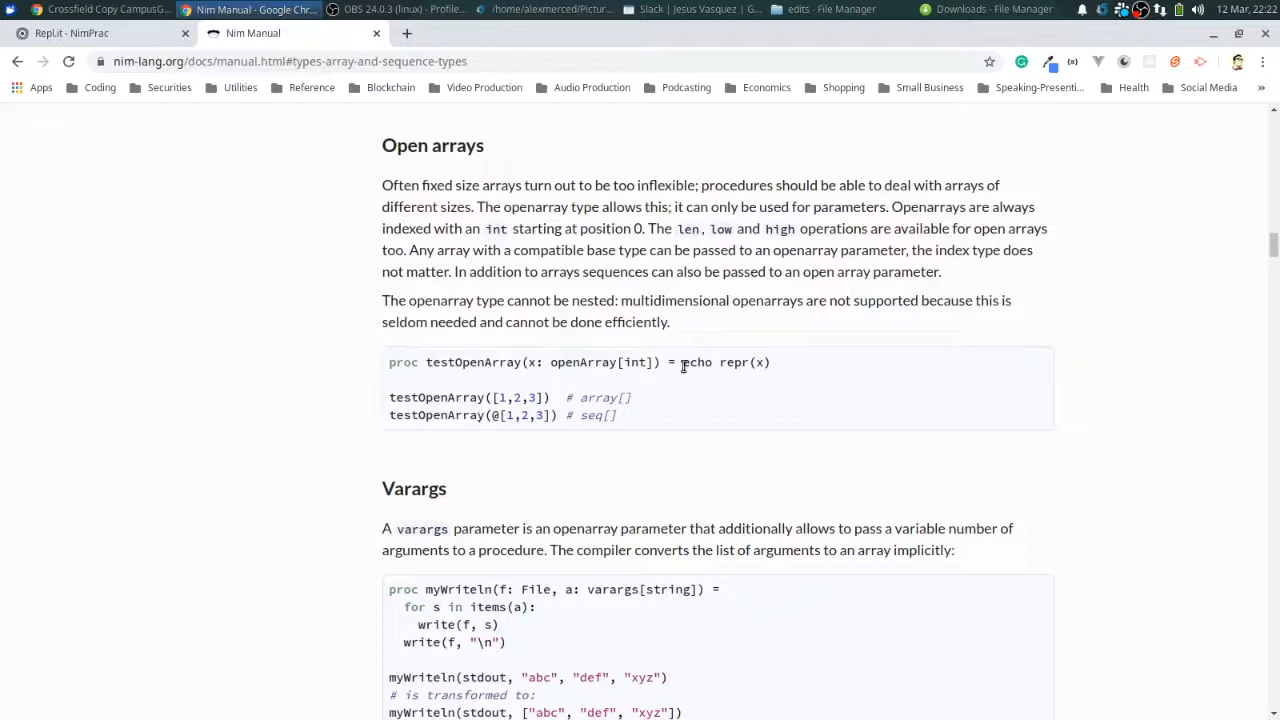 Crossfield Copy CampusG...
Nim Manual - Google Chr...
OBS 24.0.3 (linux) - Profile...
/home/alexmerced/Pictur...
Slack | Jesus Vasquez | G...
edits - File Manager
Downloads - File Manager
12 Mar, 22:22
Repl.it - NimPrac
Nim Manual
nim-lang.org/docs/manual.html#types-array-and-sequence-types
Apps
Coding
Securities
Utilities
Reference
Blockchain
Video Production
Audio Production
Podcasting
Economics
Shopping
Small Business
Speaking-Presenti...
Health
Social Media
»
Open arrays
Often fixed size arrays turn out to be too inflexible; procedures should be able to deal with arrays of
different sizes. The openarray type allows this; it can only be used for parameters. Openarrays are always
indexed with an int starting at position 0. The len, low and high operations are available for open arrays
too. Any array with a compatible base type can be passed to an openarray parameter, the index type does
not matter. In addition to arrays sequences can also be passed to an open array parameter.
The openarray type cannot be nested: multidimensional openarrays are not supported because this is
seldom needed and cannot be done efficiently.
proc testOpenArray(x: openArray[int]) = echo repr(x)
testOpenArray([1,2,3])  # array[]
testOpenArray(@[1,2,3]) # seq[]
Varargs
A varargs parameter is an openarray parameter that additionally allows to pass a variable number of
arguments to a procedure. The compiler converts the list of arguments to an array implicitly:
proc myWriteln(f: File, a: varargs[string]) =
  for s in items(a):
    write(f, s)
  write(f, "\n")
myWriteln(stdout, "abc", "def", "xyz")
# is transformed to:
myWriteln(stdout, ["abc", "def", "xyz"])